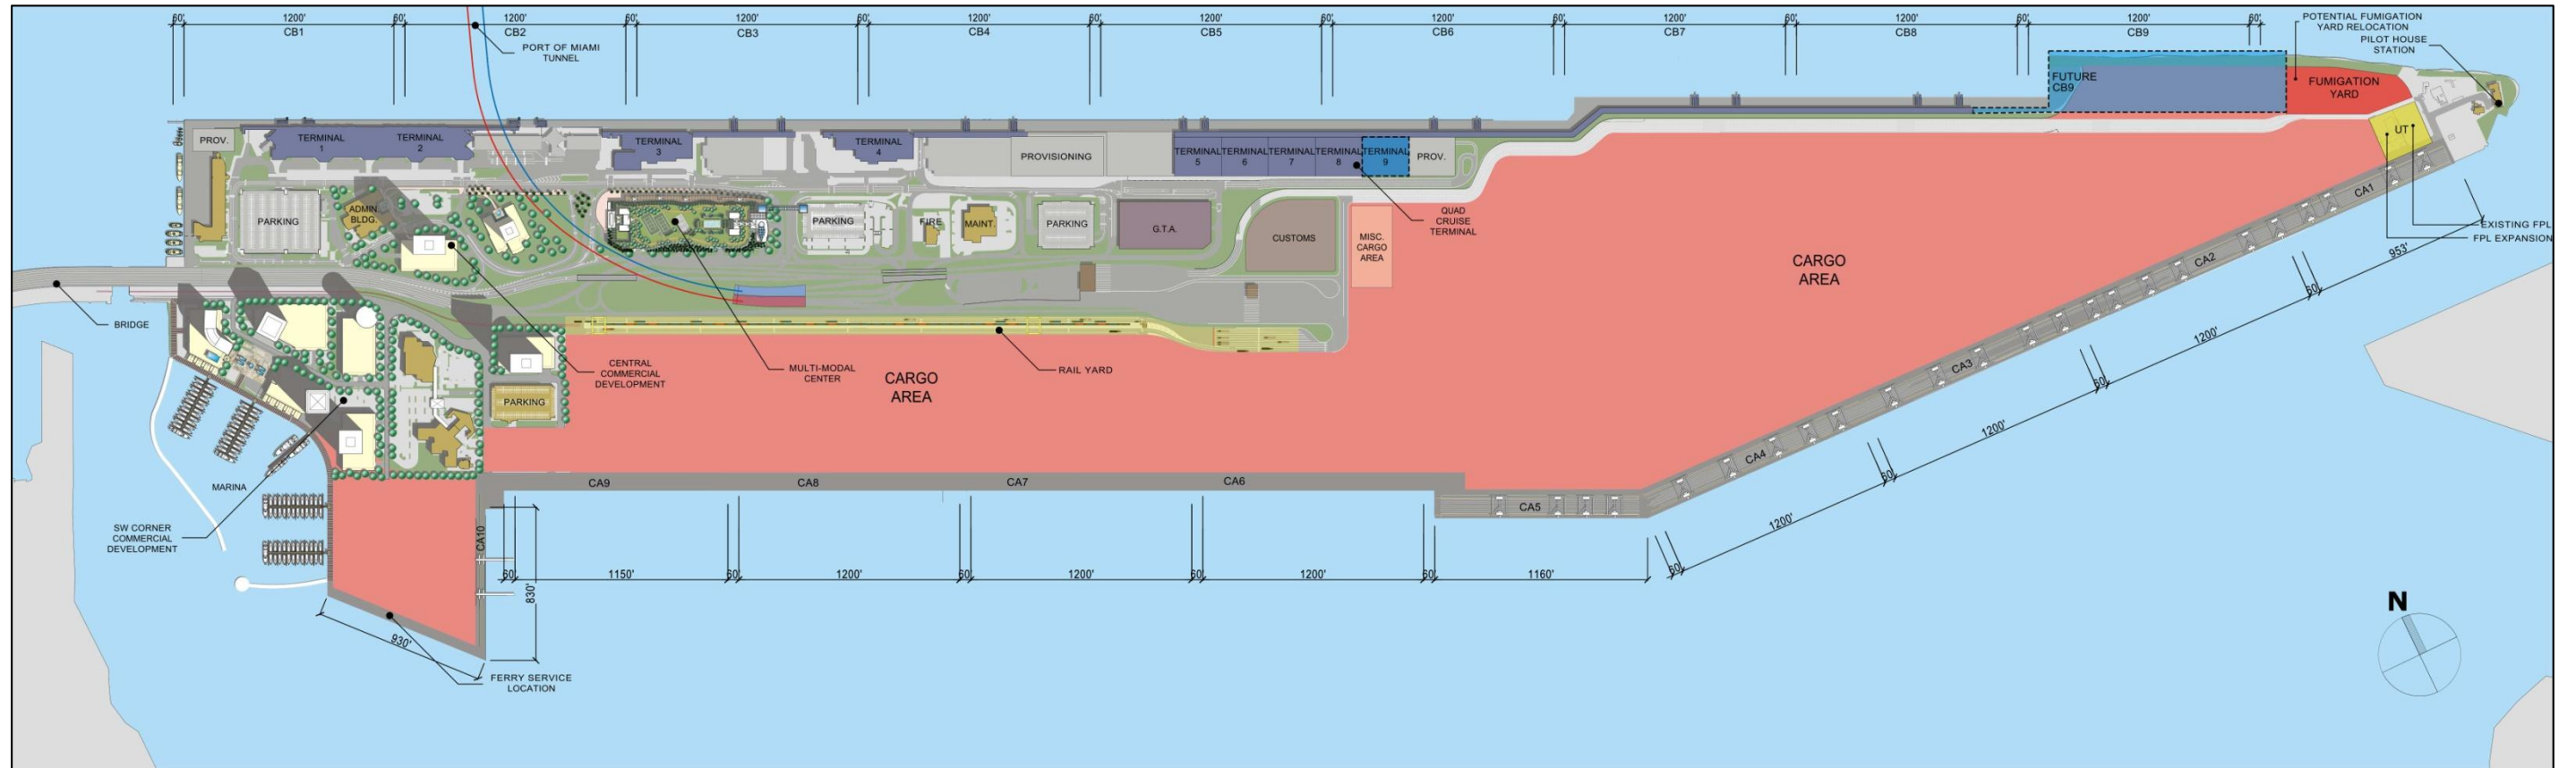 60' 1200' 60' 1200' 60' 1200' 60' 1200' 60' 1200' 60' 1200' 60' 1200' 60' 1200' 60' 1200' 60'
CB1 CB2 CB3 CB4 CB5 CB6 CB7 CB8 CB9
PORT OF MIAMI
TUNNEL
POTENTIAL FUMIGATION
YARD RELOCATION
PILOT HOUSE
STATION
FUTURE
CB9
FUMIGATION
YARD
UT
PROV.
TERMINAL
1
TERMINAL
2
TERMINAL
3
TERMINAL
4
PROVISIONING
TERMINAL
5
TERMINAL
6
TERMINAL
7
TERMINAL
8
TERMINAL
9
PROV.
PARKING
ADMIN
BLDG.
PARKING
FIRE
MAINT.
PARKING
G.T.A.
CUSTOMS
MISC.
CARGO
AREA
QUAD
CRUISE
TERMINAL
CARGO
AREA
EXISTING FPL
FPL EXPANSION
CA1
953'
CA2
60'
1200'
CA3
60'
1200'
CA4
60'
1200'
60'
BRIDGE
CENTRAL
COMMERCIAL
DEVELOPMENT
MULTI-MODAL
CENTER
RAIL YARD
CARGO
AREA
PARKING
MARINA
SW CORNER
COMMERCIAL
DEVELOPMENT
CA9 CA8 CA7 CA6
CA5
CA10
60' 1150' 60' 1200' 60' 1200' 60' 1200' 60' 1160'
830'
930'
FERRY SERVICE
LOCATION
N